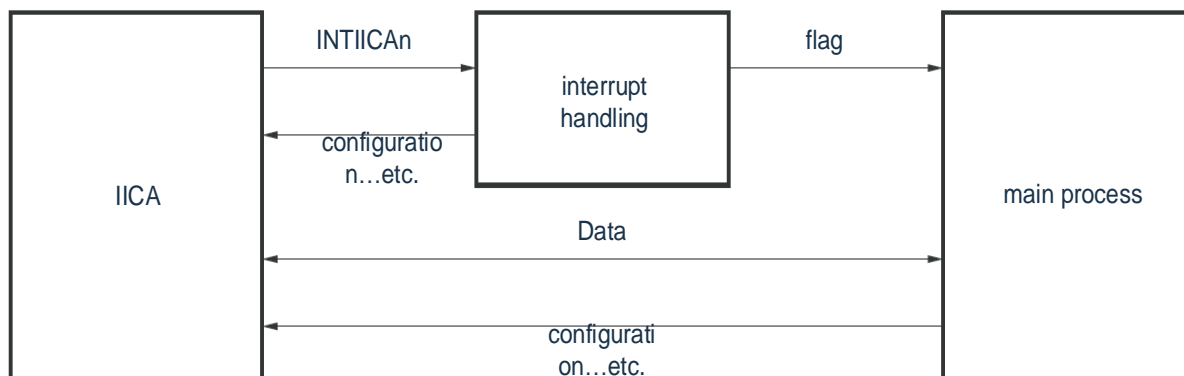 INTIICAn
flag
interrupt
handling
configuratio
n…etc.
IICA
main process
Data
configurati
on…etc.